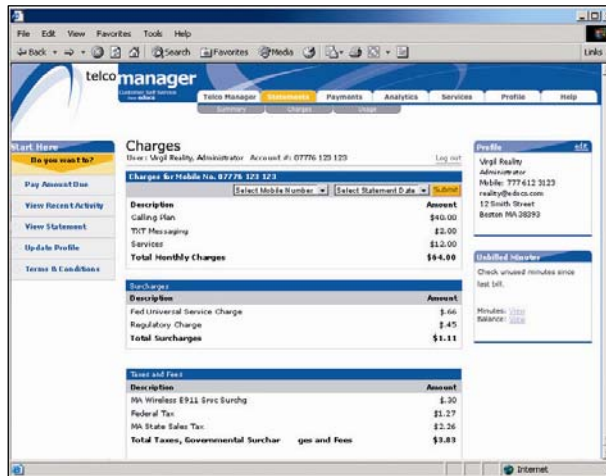 File Edit View Favorites Tools Help
Back Search Favorites Media Links
telco manager
Customer Self-Service
from edocs
Telco Manager Statements Payments Analytics Services Profile Help
Summary Charges Usage
Start Here
Do you want to?
Pay Amount Due
View Recent Activity
View Statement
Update Profile
Terms & Conditions
Charges
User: Virgil Reality, Administrator Account #: 07776 123 123 Log out
Charges for Mobile No. 07776 123 123
Select Mobile Number Select Statement Date Submit
Description Amount
Calling Plan $40.00
TXT Messaging $2.00
Services $12.00
Total Monthly Charges $64.00
Surcharges
Description Amount
Fed Universal Service Charge $.66
Regulatory Charge $.45
Total Surcharges $1.11
Taxes and Fees
Description Amount
MA Wireless E911 Srvc Surchg $.30
Federal Tax $1.27
MA State Sales Tax $2.26
Total Taxes, Governmental Surchar ges and Fees $3.83
Profile edit
Virgil Reality
Administrator
Mobile: 777 612 3123
reality@edocs.com
12 Smith Street
Boston MA 38393
Unbilled Minutes
Check unused minutes since
last bill.
Minutes: View
Balance: View
Internet